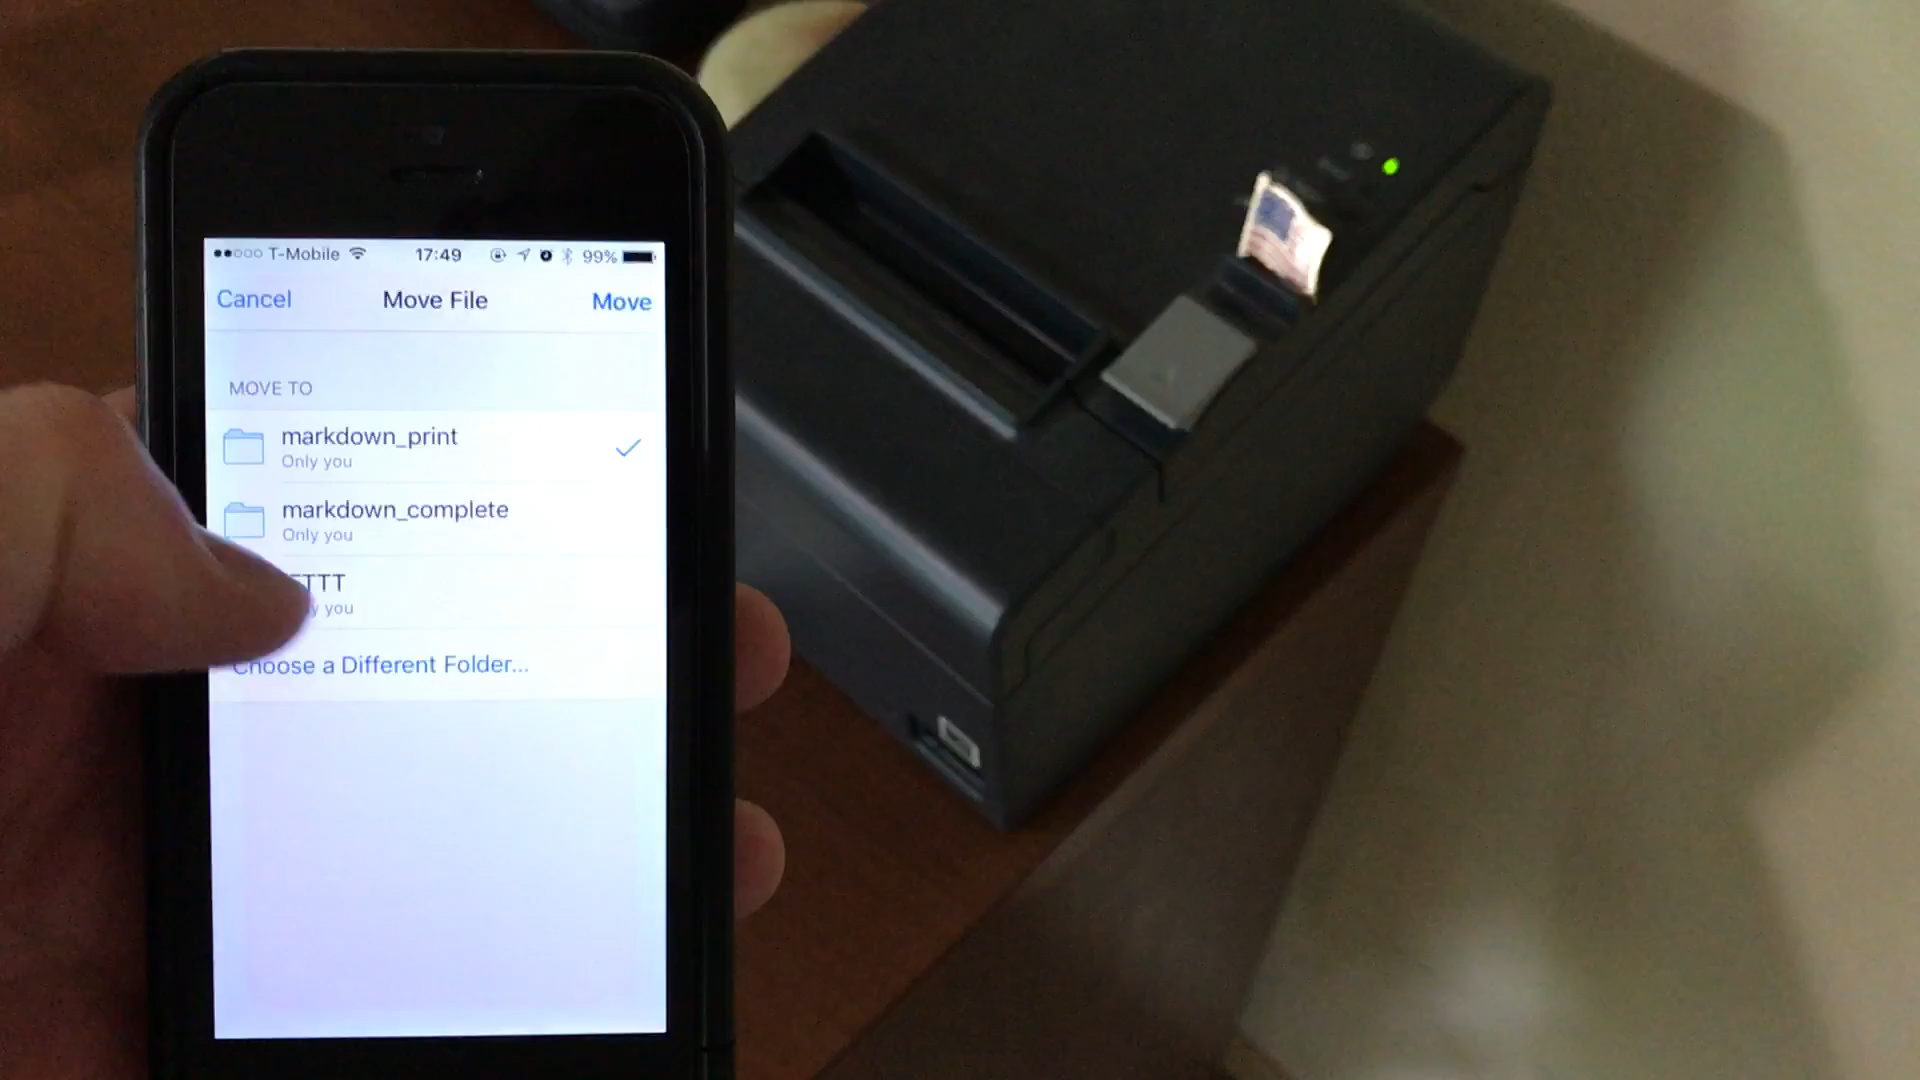 T-Mobile 17:49 99%
Cancel Move File Move
MOVE TO
markdown_print
Only you
markdown_complete
Only you
TTT
you
Choose a Different Folder...